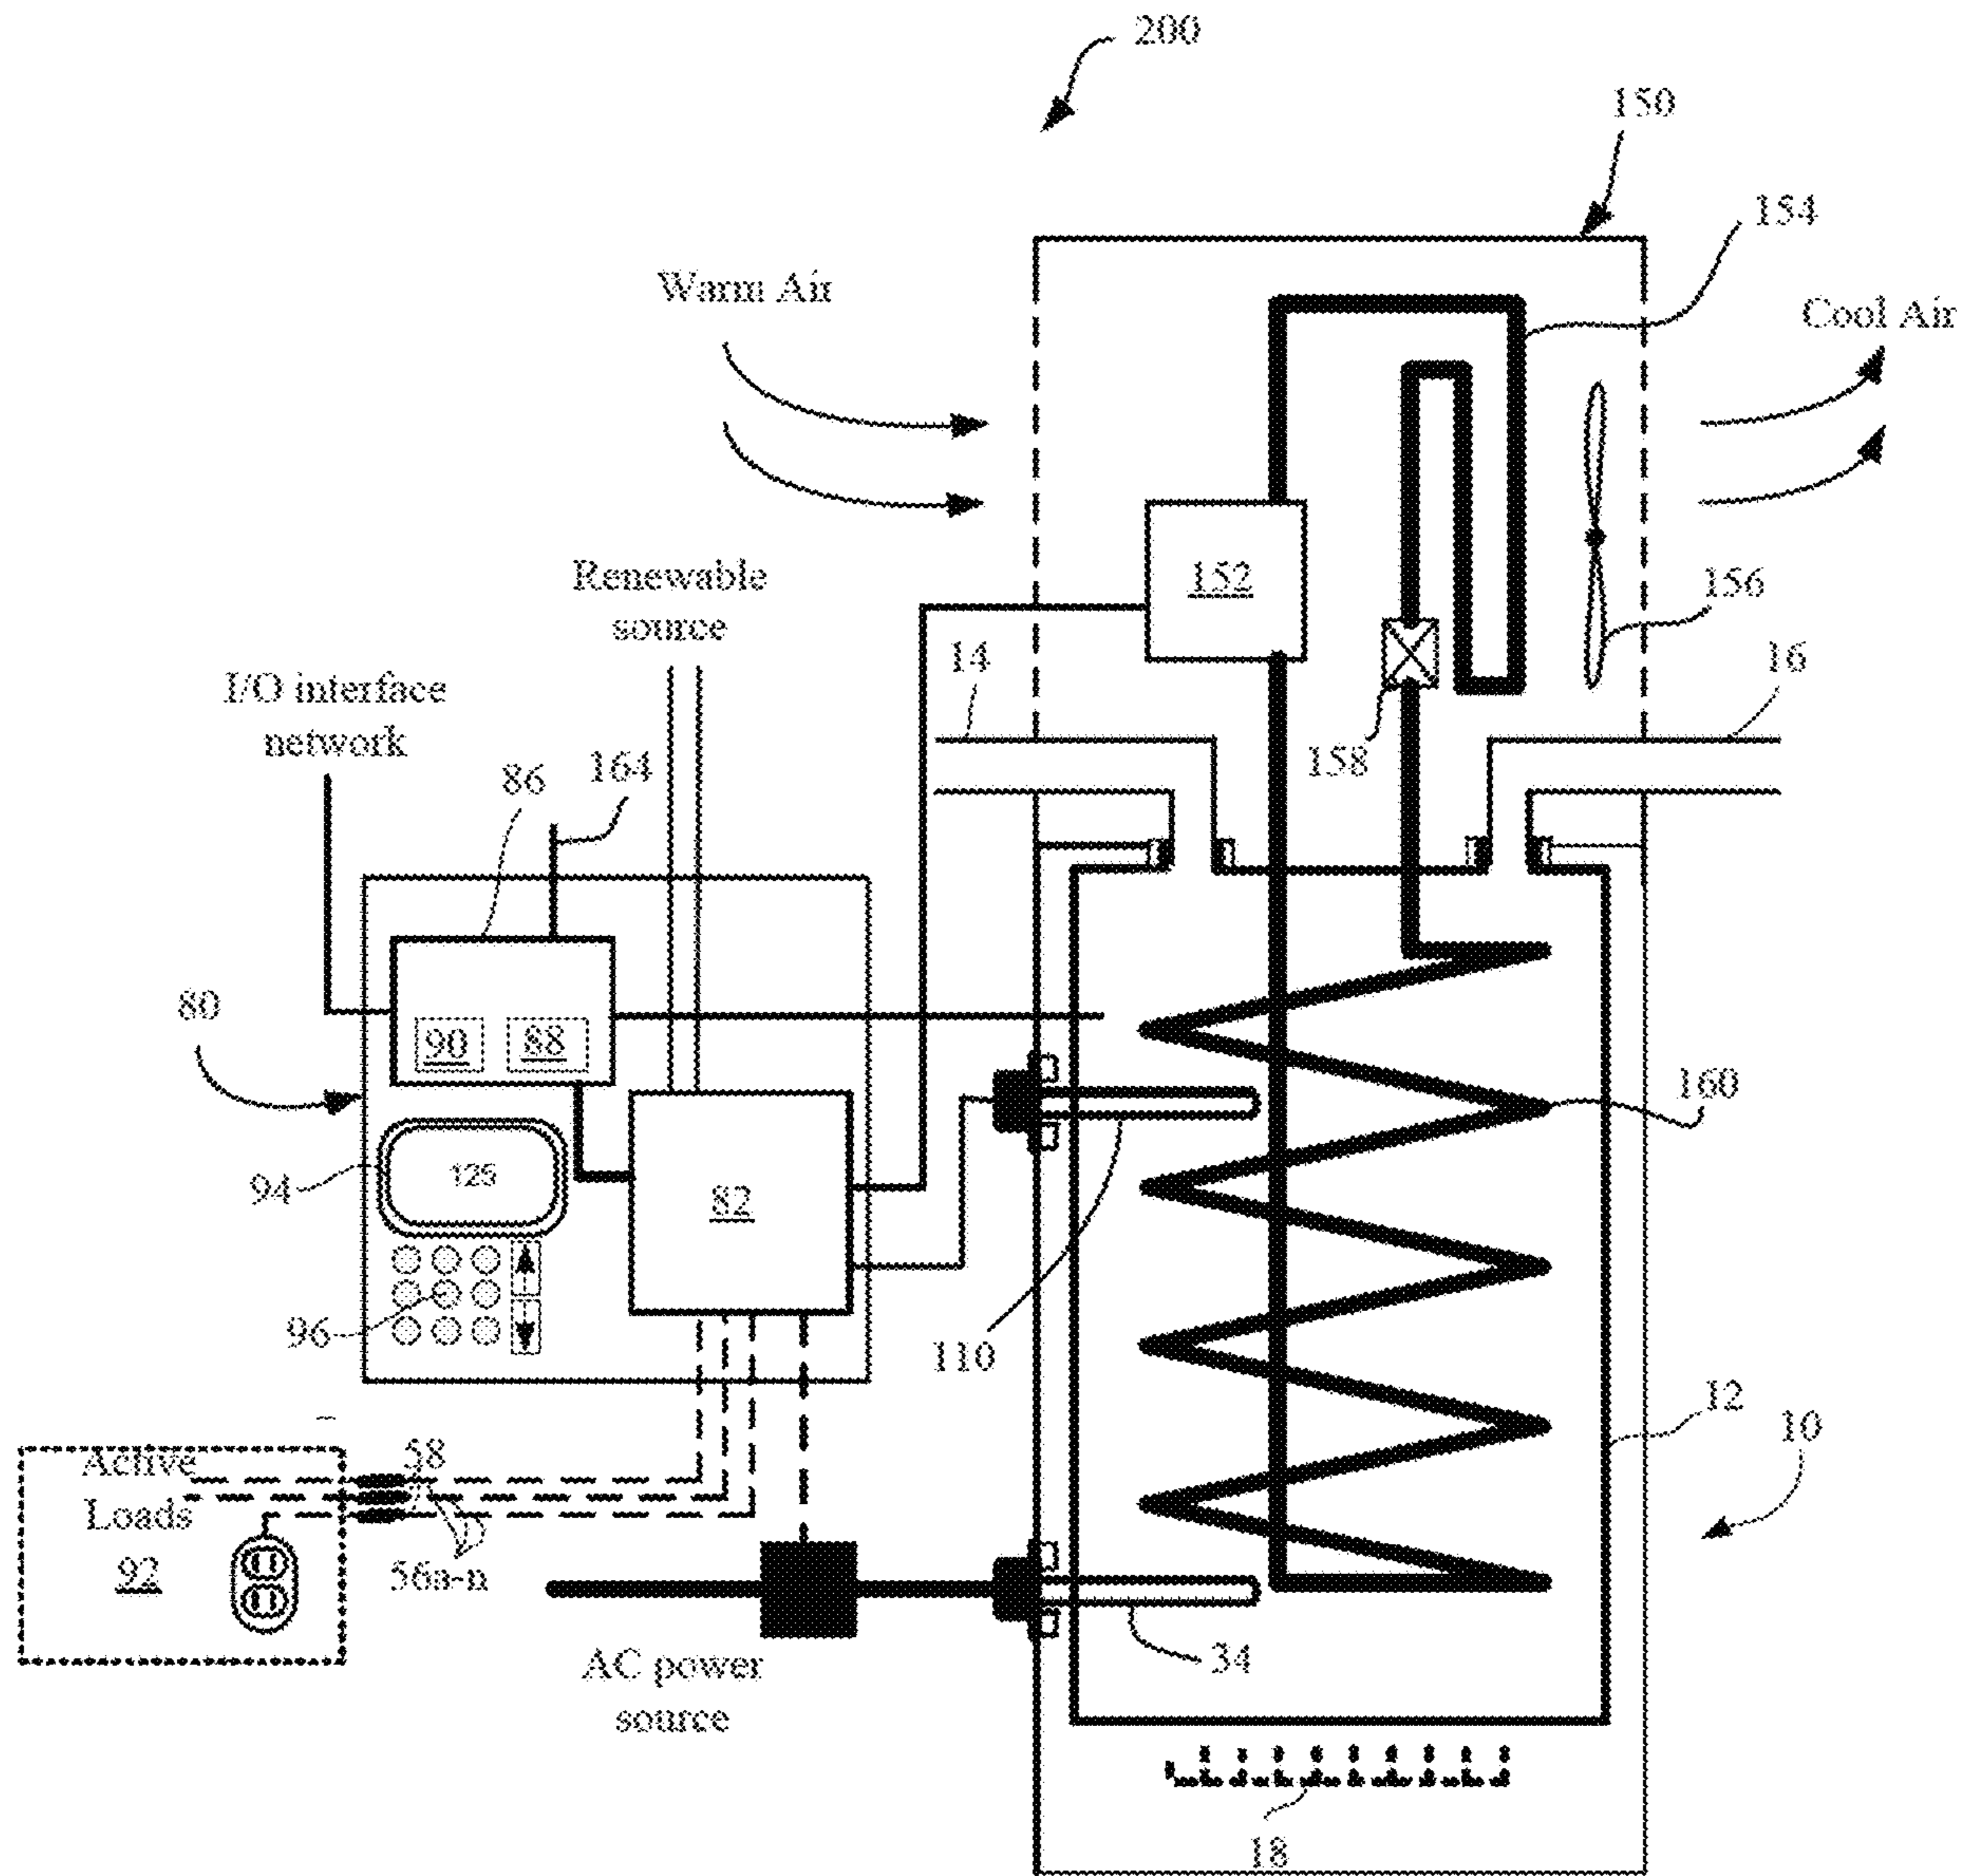 200
150
154
Warm Air
Cool Air
152
Renewable
source
156
14
16
I/O interface
network
158
86
164
80
90
88
160
94
125
82
96
110
12
10
Active
58
Loads
92
56a-n
34
AC power
source
18